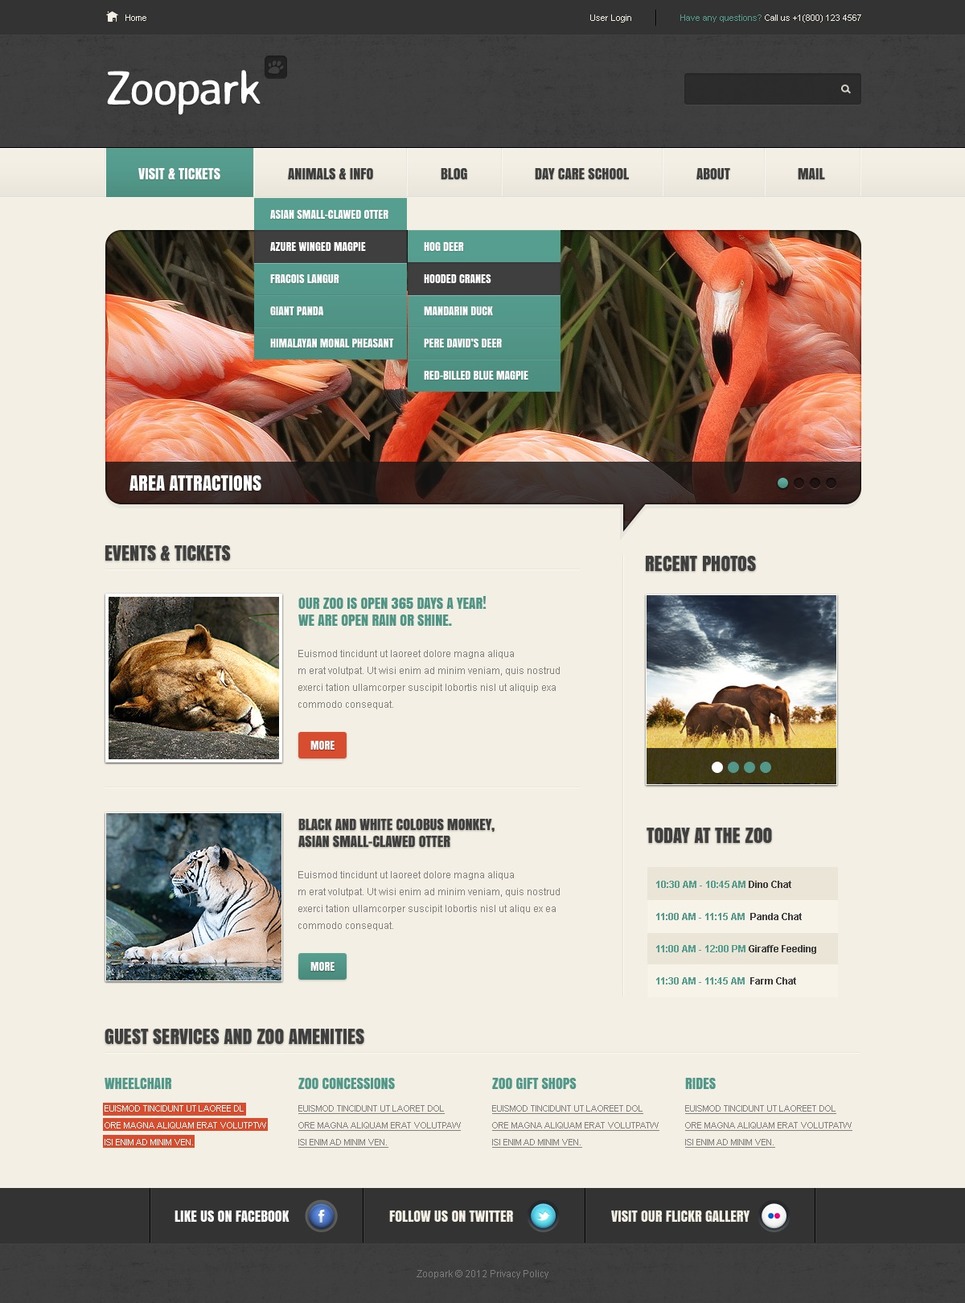 Home
User Login
Have any questions? Call us +1(800) 123 4567
Zoopark
VISIT & TICKETS
ANIMALS & INFO
BLOG
DAY CARE SCHOOL
ABOUT
MAIL
ASIAN SMALL-CLAWED OTTER
AZURE WINGED MAGPIE
FRACOIS LANGUR
GIANT PANDA
HIMALAYAN MONAL PHEASANT
HOG DEER
HOODED CRANES
MANDARIN DUCK
PERE DAVID'S DEER
RED-BILLED BLUE MAGPIE
AREA ATTRACTIONS
EVENTS & TICKETS
OUR ZOO IS OPEN 365 DAYS A YEAR!
WE ARE OPEN RAIN OR SHINE.
Euismod tincidunt ut laoreet dolore magna aliqua
m erat volutpat. Ut wisi enim ad minim veniam, quis nostrud
exerci tation ullamcorper suscipit lobortis nisl ut aliquip exa
commodo consequat.
MORE
BLACK AND WHITE COLOBUS MONKEY,
ASIAN SMALL-CLAWED OTTER
Euismod tincidunt ut laoreet dolore magna aliqua
m erat volutpat. Ut wisi enim ad minim veniam, quis nostrud
exerci tation ullamcorper suscipit lobortis nisl ut aliqu ex ea
commodo consequat.
MORE
RECENT PHOTOS
TODAY AT THE ZOO
10:30 AM - 10:45 AM Dino Chat
11:00 AM - 11:15 AM Panda Chat
11:00 AM - 12:00 PM Giraffe Feeding
11:30 AM - 11:45 AM Farm Chat
GUEST SERVICES AND ZOO AMENITIES
WHEELCHAIR
EUISMOD TINCIDUNT UT LAOREE DL
ORE MAGNA ALIQUAM ERAT VOLUTPTW
ISI ENIM AD MINIM VEN.
ZOO CONCESSIONS
EUISMOD TINCIDUNT UT LAORET DOL
ORE MAGNA ALIQUAM ERAT VOLUTPAW
ISI ENIM AD MINIM VEN.
ZOO GIFT SHOPS
EUISMOD TINCIDUNT UT LAOREET DOL
ORE MAGNA ALIQUAM ERAT VOLUTPATW
ISI ENIM AD MINIM VEN.
RIDES
EUISMOD TINCIDUNT UT LAOREET DOL
ORE MAGNA ALIQUAM ERAT VOLUTPATW
ISI ENIM AD MINIM VEN.
LIKE US ON FACEBOOK
FOLLOW US ON TWITTER
VISIT OUR FLICKR GALLERY
Zoopark © 2012 Privacy Policy